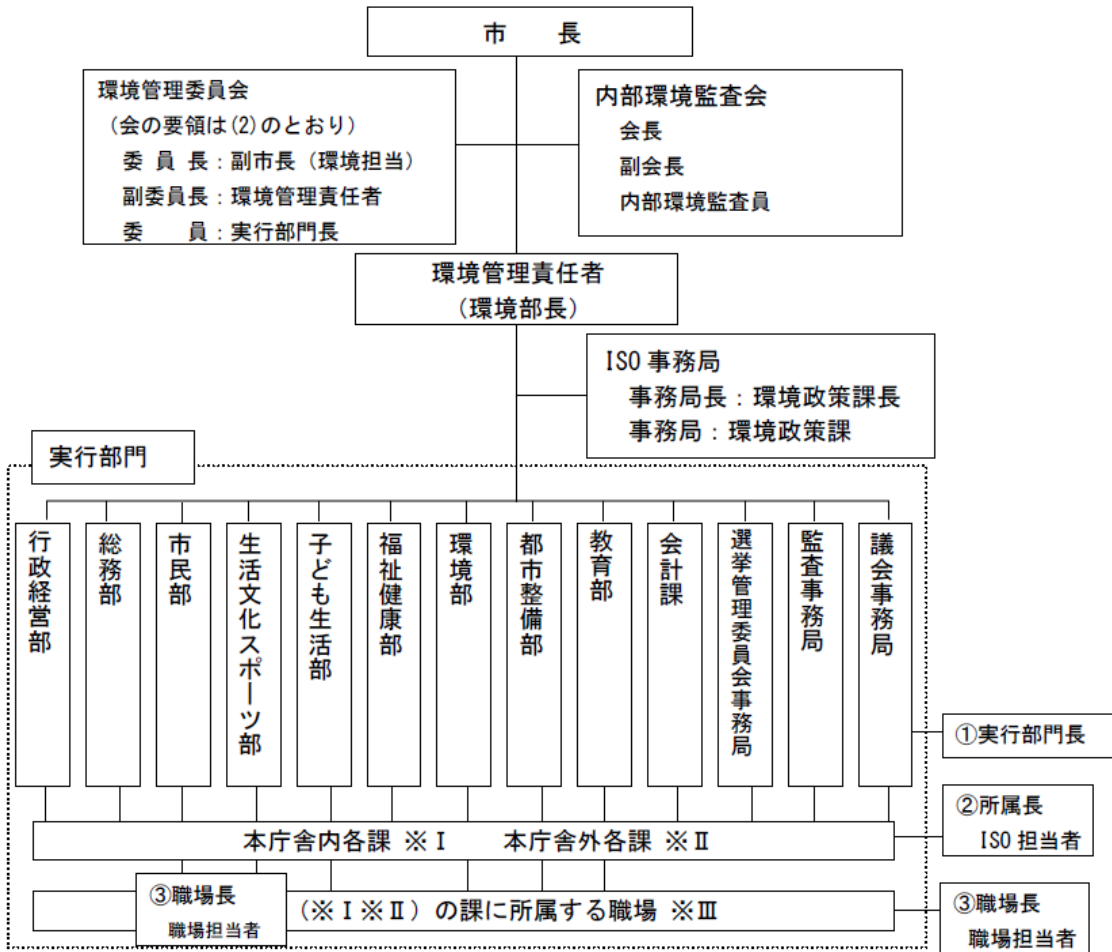 市　　長
環境管理委員会
（会の要領は(2)のとおり）
委 員 長：副市長（環境担当）
副委員長：環境管理責任者
委　　員：実行部門長
内部環境監査会
会長
副会長
内部環境監査員
環境管理責任者
（環境部長）
ISO 事務局
事務局長：環境政策課長
事務局：環境政策課
実行部門
行政経営部
総務部
市民部
生活文化スポーツ部
子ども生活部
福祉健康部
環境部
都市整備部
教育部
会計課
選挙管理委員会事務局
監査事務局
議会事務局
①実行部門長
②所属長
ISO 担当者
本庁舎内各課 ※Ⅰ　　本庁舎外各課 ※Ⅱ
③職場長
職場担当者
（※Ⅰ※Ⅱ）の課に所属する職場 ※Ⅲ
③職場長
職場担当者